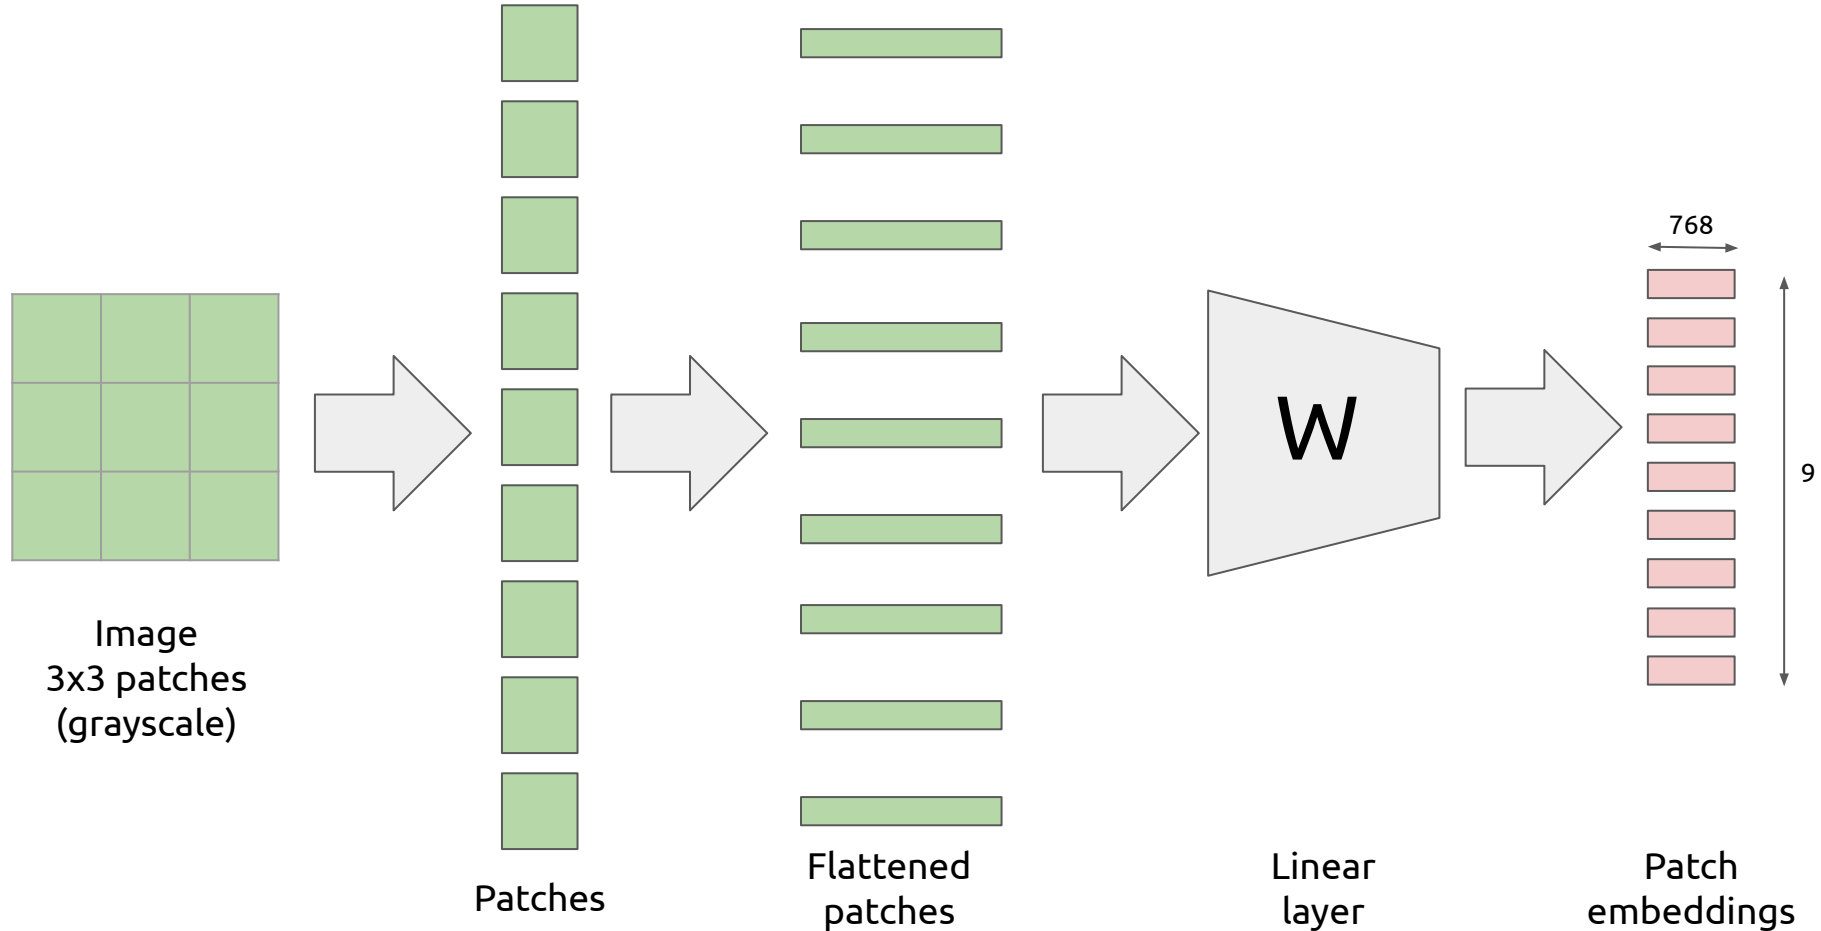 Image
3x3 patches
(grayscale)
Patches
Flattened
patches
W
Linear
layer
768
9
Patch
embeddings